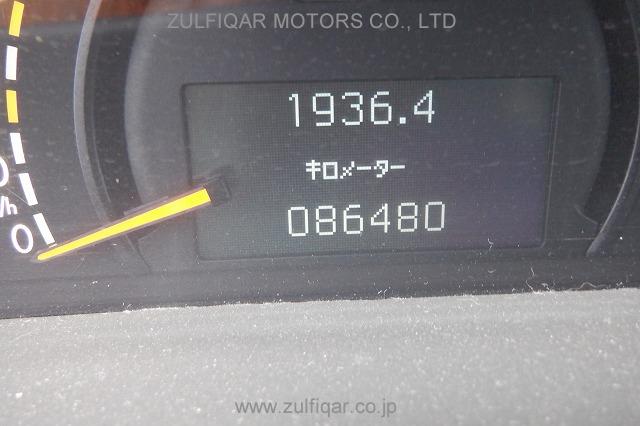 ZULFIQAR MOTORS CO., LTD
1936.4
キロメーター
086480
/h
0
www.zulfiqar.co.jp